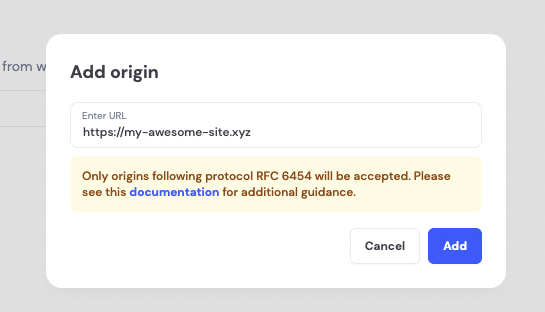 from w
Add origin
Enter URL
https://my-awesome-site.xyz
Only origins following protocol RFC 6454 will be accepted. Please
see this documentation for additional guidance.
Cancel
Add